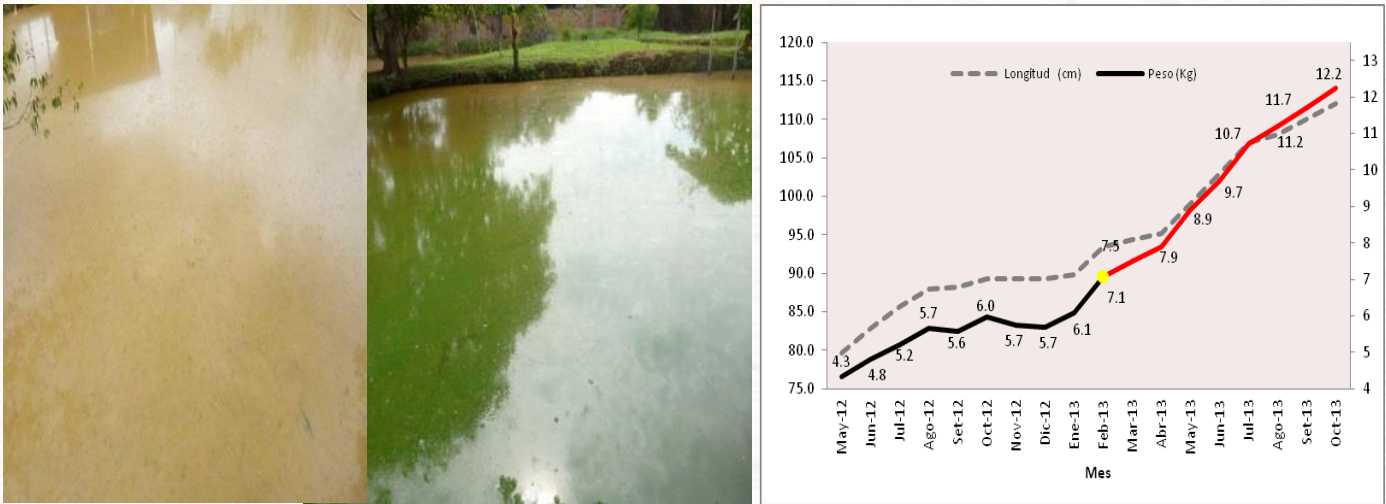 120.0
115.0
110.0
105.0
100.0
95.0
90.0
85.0
80.0
75.0
Longitud (cm) Peso (Kg)
13
12
11
10
9
8
7
6
5
4
4.3
4.8
5.2
5.7
5.6
6.0
5.7
5.7
6.1
7.1
7.5
7.9
8.9
9.7
10.7
11.2
11.7
12.2
May-12
Jun-12
Jul-12
Ago-12
Set-12
Oct-12
Nov-12
Dic-12
Ene-13
Feb-13
Mar-13
Abr-13
May-13
Jun-13
Jul-13
Ago-13
Set-13
Oct-13
Mes